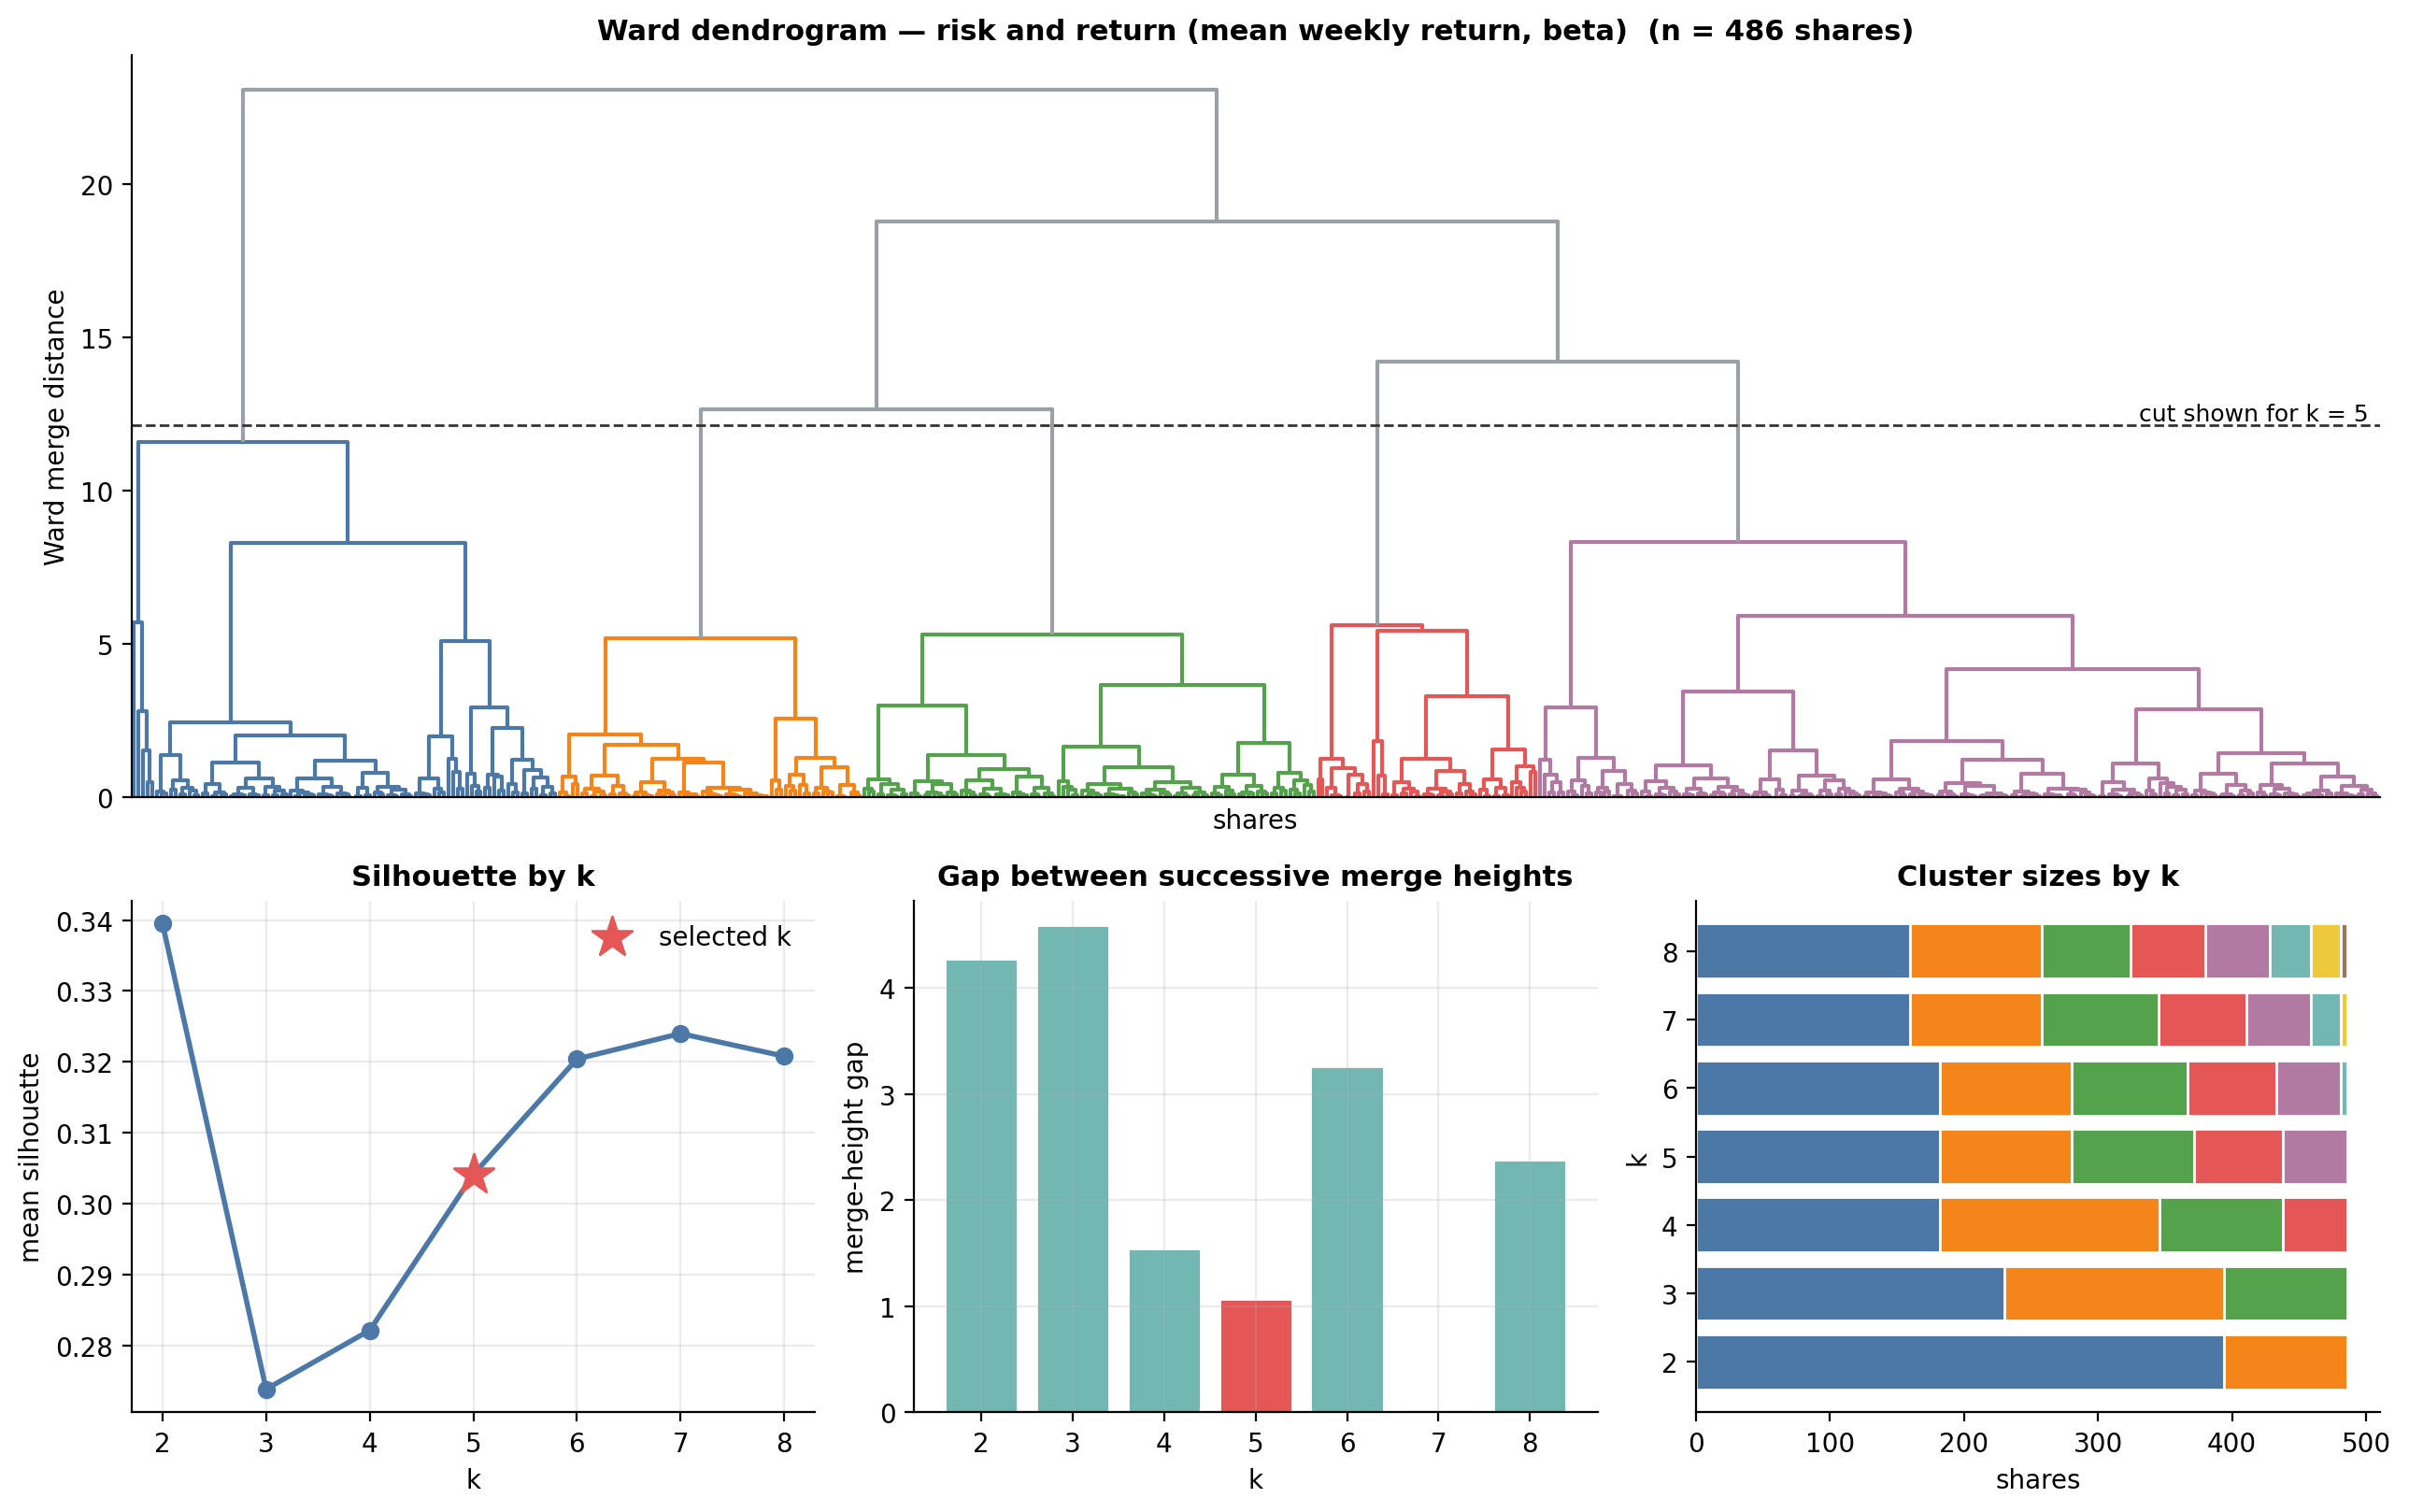 Ward dendrogram — risk and return (mean weekly return, beta)  (n = 486 shares)
Ward merge distance
20
15
10
5
0
cut shown for k = 5
shares
Silhouette by k
mean silhouette
0.34
0.33
0.32
0.31
0.30
0.29
0.28
selected k
2 3 4 5 6 7 8
k
Gap between successive merge heights
merge-height gap
4
3
2
1
0
2 3 4 5 6 7 8
k
Cluster sizes by k
k
8
7
6
5
4
3
2
0 100 200 300 400 500
shares